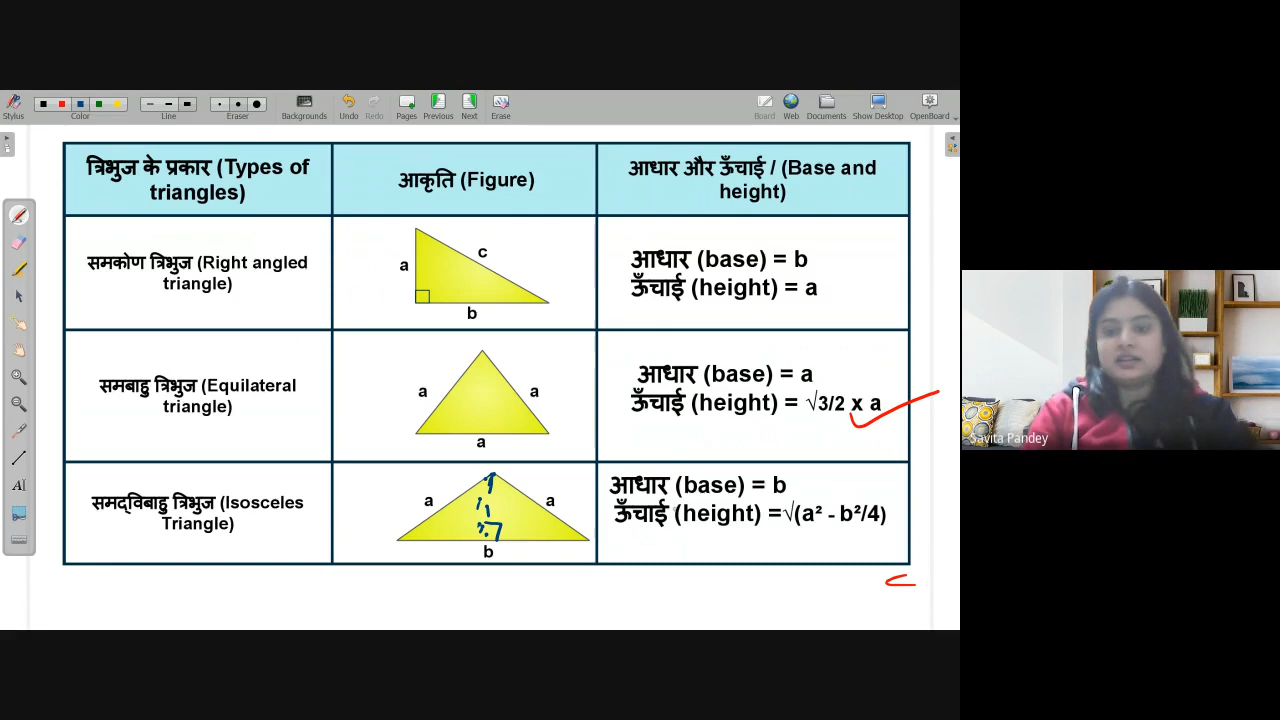 Stylus
Color
Line
Eraser
Backgrounds
Undo
Redo
Pages
Previous
Next
Erase
Board
Web
Documents
Show Desktop
OpenBoard
त्रिभुज के प्रकार (Types of
triangles)
आकृति (Figure)
आधार और ऊँचाई / (Base and
height)
समकोण त्रिभुज (Right angled
triangle)
a
c
b
आधार (base) = b
ऊँचाई (height) = a
समबाहु त्रिभुज (Equilateral
triangle)
a
a
a
आधार (base) = a
ऊँचाई (height) = √3/2 x a
समद्विबाहु त्रिभुज (Isosceles
Triangle)
a
a
b
आधार (base) = b
ऊँचाई (height) =√(a² - b²/4)
Savita Pandey